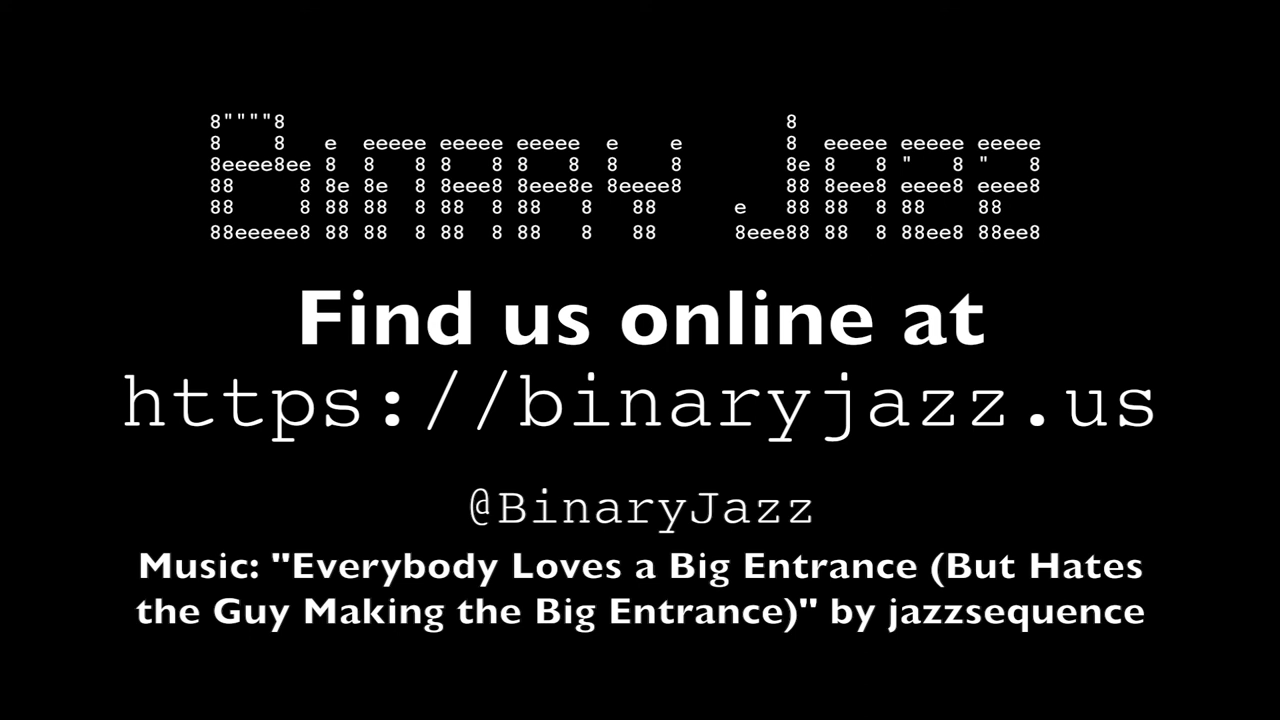 Binary Jazz
Find us online at
https://binaryjazz.us
@BinaryJazz
Music: "Everybody Loves a Big Entrance (But Hates
the Guy Making the Big Entrance)" by jazzsequence